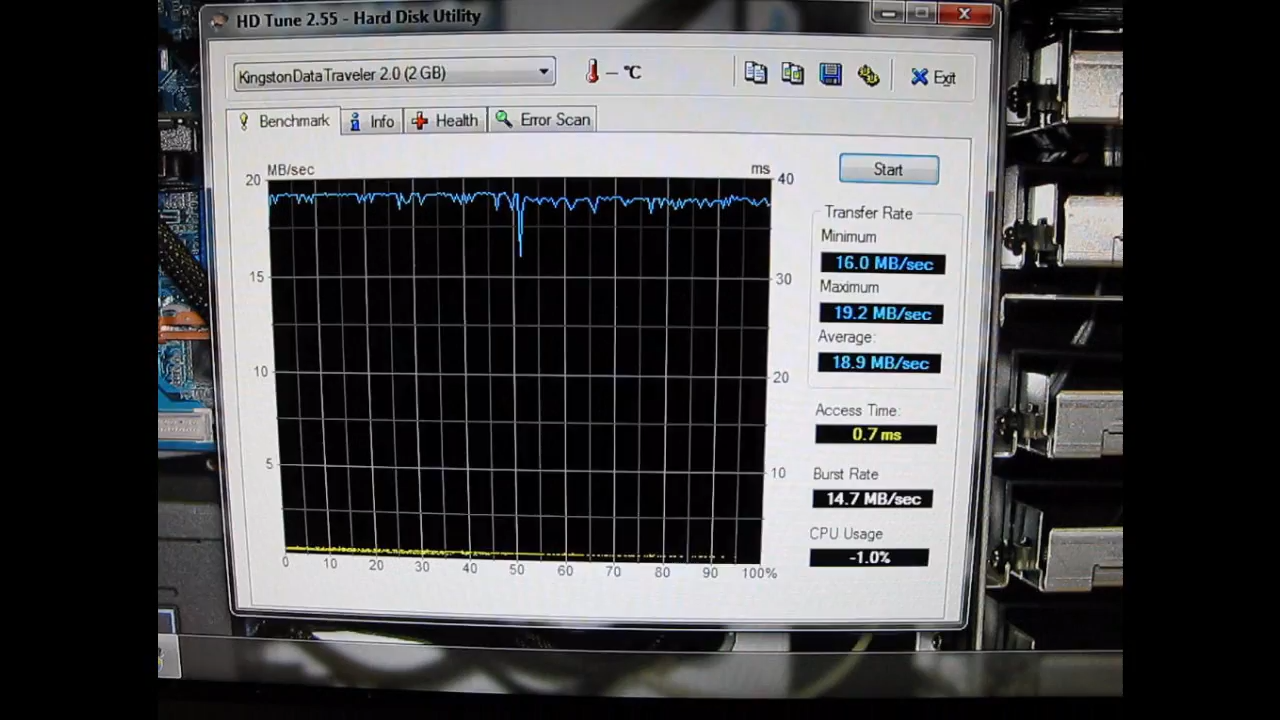 HD Tune 2.55 - Hard Disk Utility
KingstonDataTraveler 2.0 (2 GB)
– °C
Exit
Benchmark
Info
Health
Error Scan
MB/sec
ms
20
15
10
5
40
30
20
10
0 10 20 30 40 50 60 70 80 90 100%
Start
Transfer Rate
Minimum
16.0 MB/sec
Maximum
19.2 MB/sec
Average:
18.9 MB/sec
Access Time:
0.7 ms
Burst Rate
14.7 MB/sec
CPU Usage
-1.0%